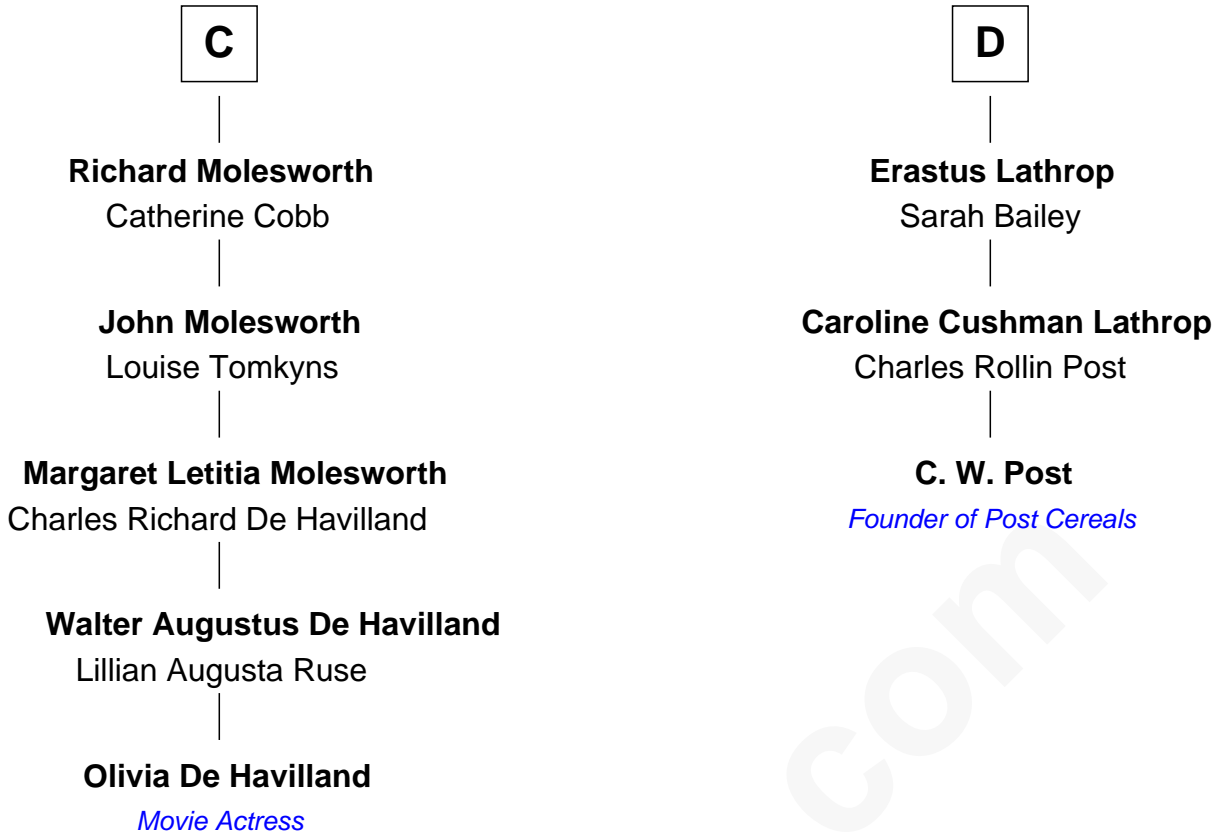 C
Richard Molesworth
Catherine Cobb
John Molesworth
Louise Tomkyns
Margaret Letitia Molesworth
Charles Richard De Havilland
Walter Augustus De Havilland
Lillian Augusta Ruse
Olivia De Havilland
Movie Actress
D
Erastus Lathrop
Sarah Bailey
Caroline Cushman Lathrop
Charles Rollin Post
C. W. Post
Founder of Post Cereals
com